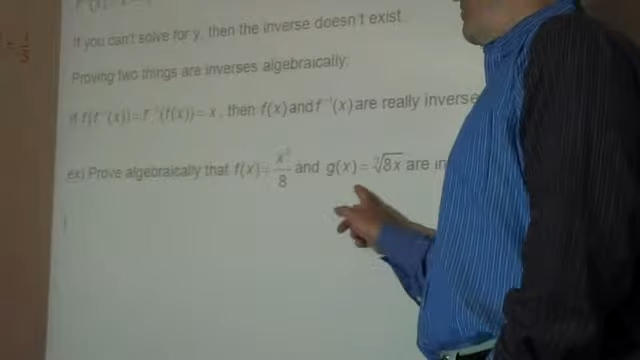 If you can't solve for y, then the inverse doesn't exist.
Proving two things are inverses algebraically:
If f(f⁻¹(x))=f⁻¹(f(x))=x, then f(x) and f⁻¹(x) are really inverse
ex) Prove algebraically that f(x)= x³/8 and g(x)= ∛8x are in